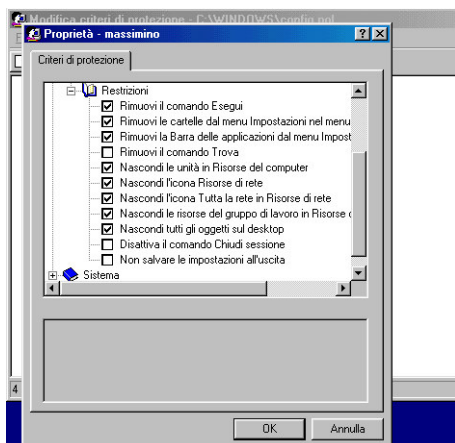 Modifica criteri di protezione - C:\WINDOWS\config.pol
Proprietà - massimino
Criteri di protezione
Restrizioni
Rimuovi il comando Esegui
Rimuovi le cartelle dal menu Impostazioni nel menu
Rimuovi la Barra delle applicazioni dal menu Impost
Rimuovi il comando Trova
Nascondi le unità in Risorse del computer
Nascondi l'icona Risorse di rete
Nascondi l'icona Tutta la rete in Risorse di rete
Nascondi le risorse del gruppo di lavoro in Risorse
Nascondi tutti gli oggetti sul desktop
Disattiva il comando Chiudi sessione
Non salvare le impostazioni all'uscita
Sistema
4
OK
Annulla